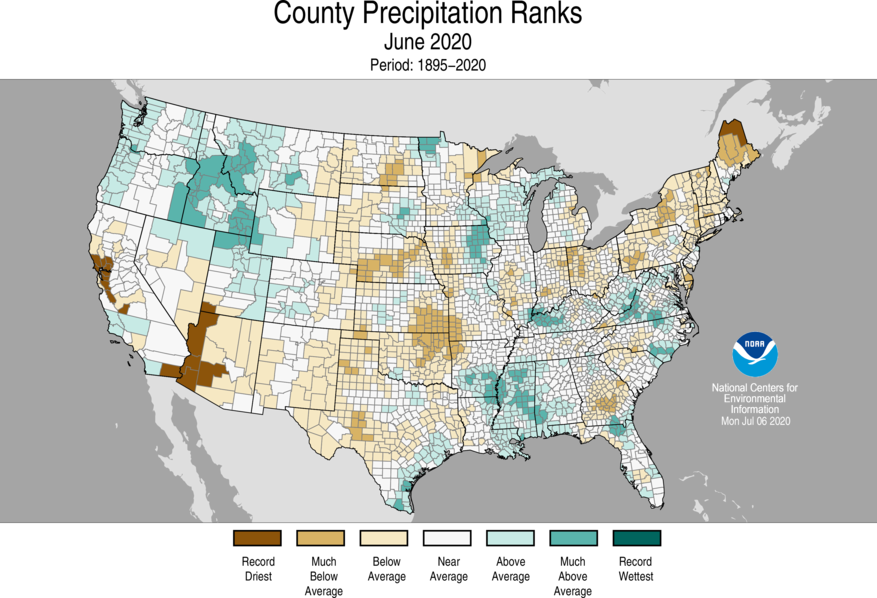 County Precipitation Ranks
June 2020
Period: 1895–2020
NOAA
National Centers for
Environmental
Information
Mon Jul 06 2020
Record
Driest
Much
Below
Average
Below
Average
Near
Average
Above
Average
Much
Above
Average
Record
Wettest